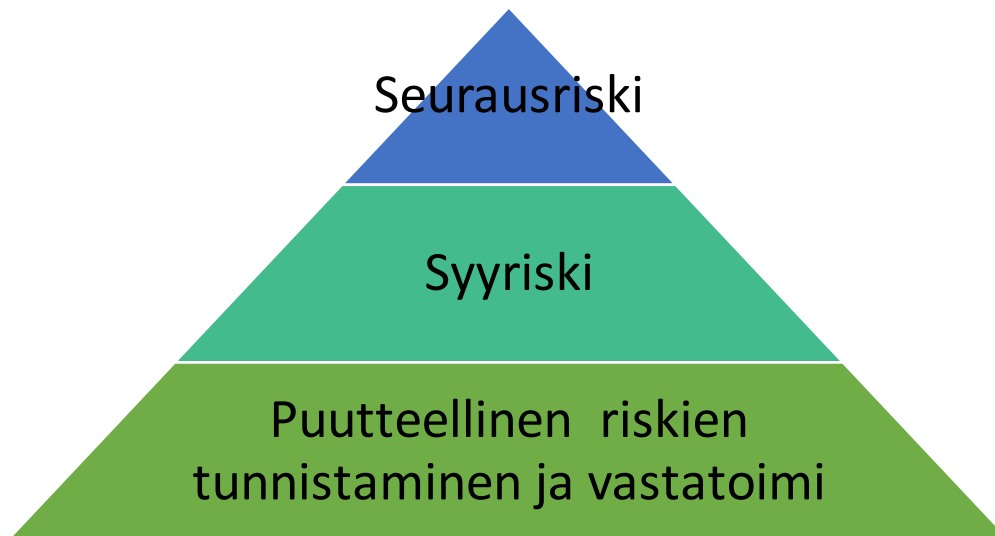 Seurausriski
Syyriski
Puutteellinen  riskien
tunnistaminen ja vastatoimi